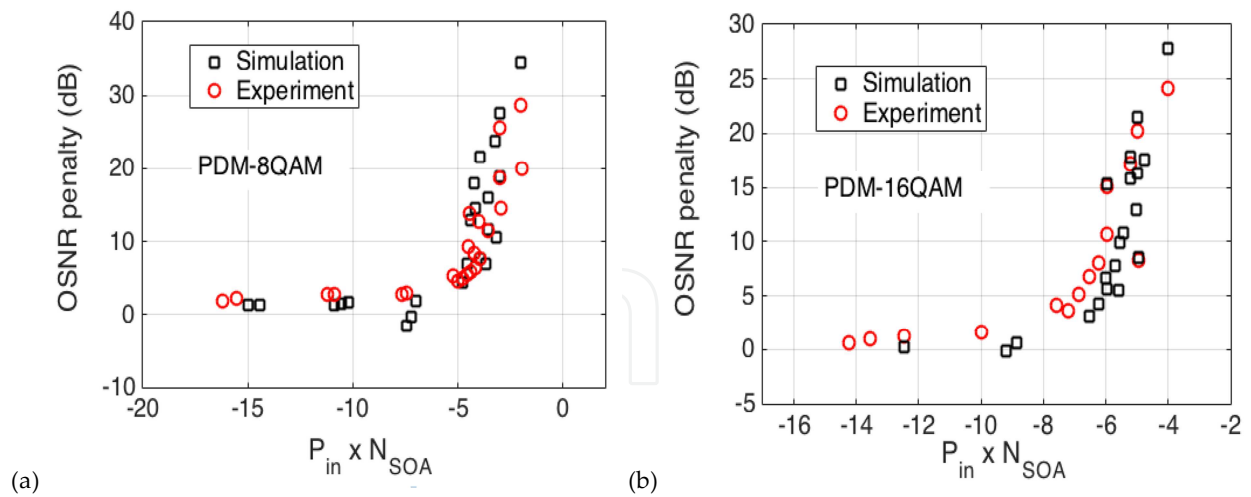 40
30
20
10
0
-10
-20
-15
-10
-5
0
OSNR penalty (dB)
Simulation
Experiment
PDM-8QAM
P_in x N_SOA
(a)
30
25
20
15
10
5
0
-5
-16
-14
-12
-10
-8
-6
-4
-2
OSNR penalty (dB)
Simulation
Experiment
PDM-16QAM
P_in x N_SOA
(b)